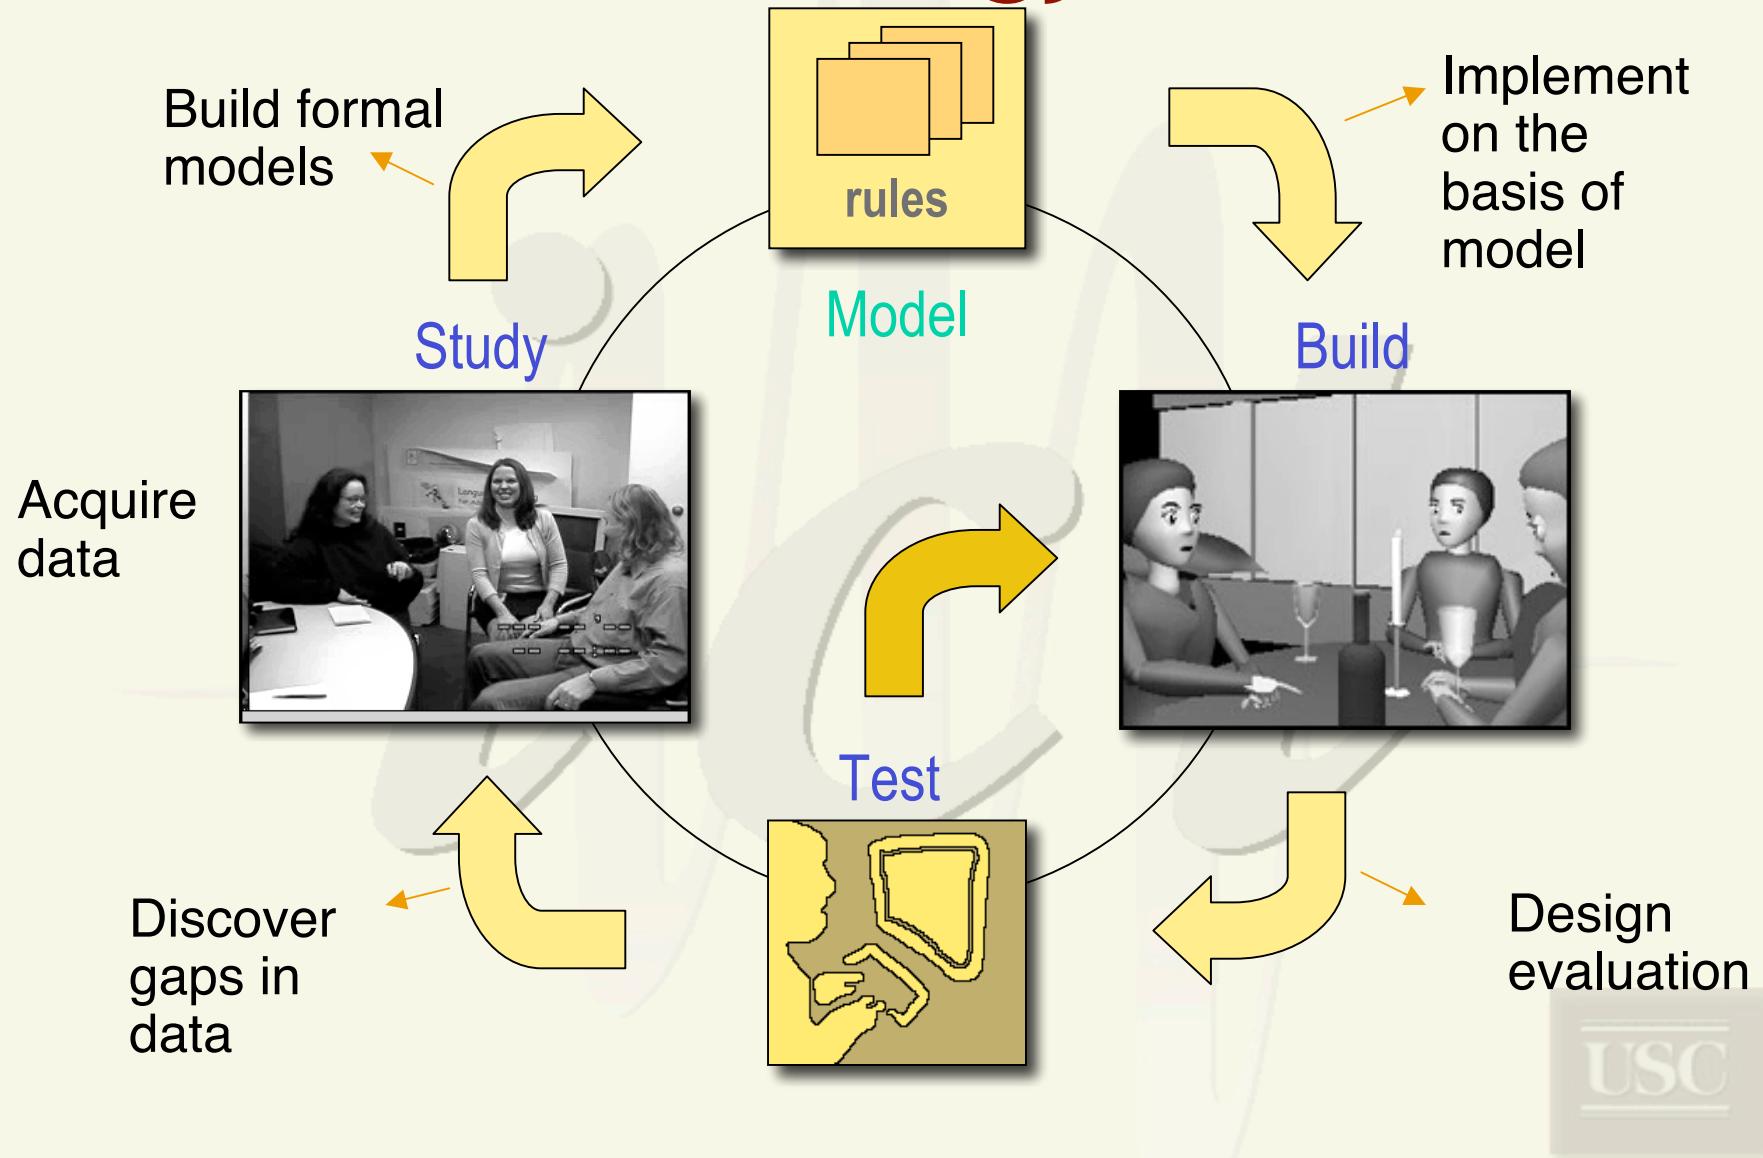 Build formal
models
rules
Implement
on the
basis of
model
Model
Study
Build
Acquire
data
Test
Discover
gaps in
data
Design
evaluation
USC